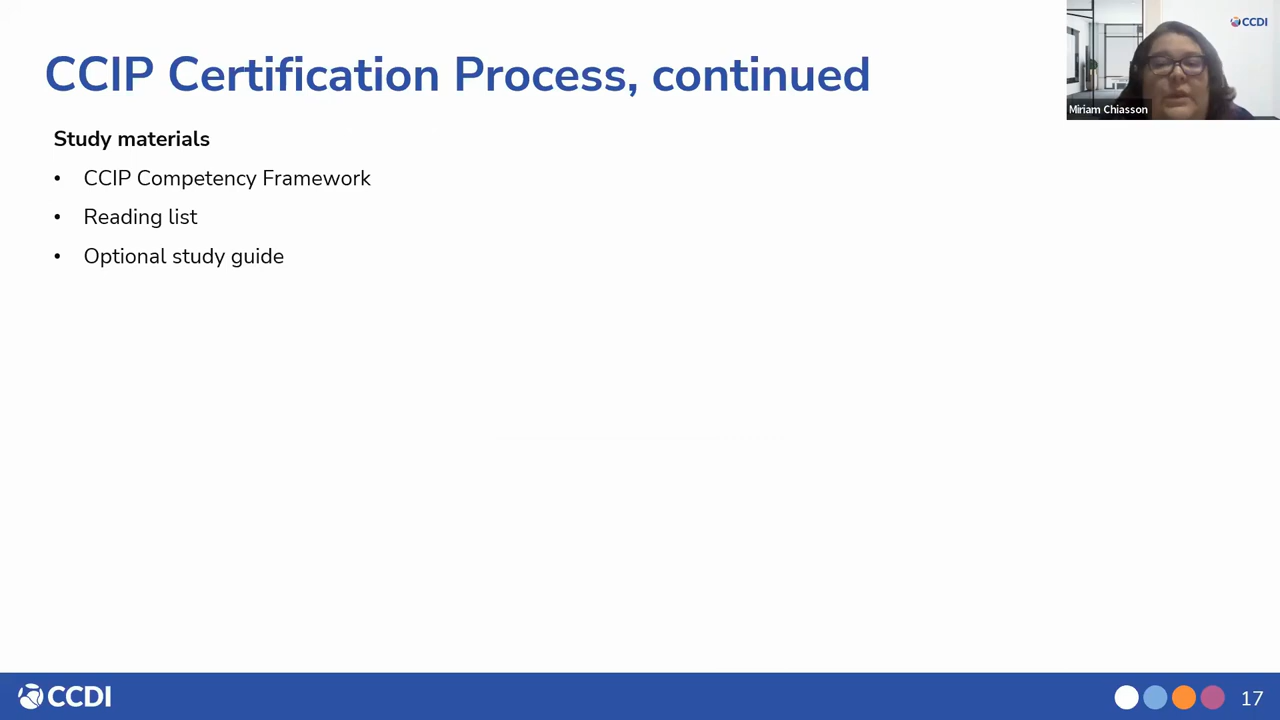 CCIP Certification Process, continued
CCDI
Miriam Chiasson
Study materials
• CCIP Competency Framework
• Reading list
• Optional study guide
CCDI
17